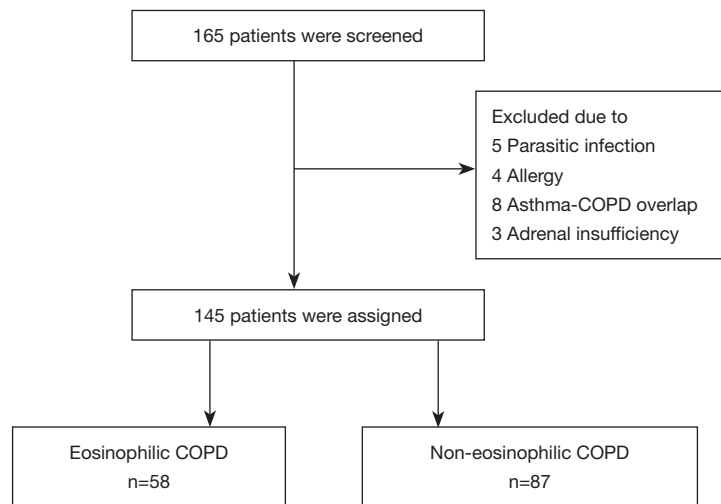 165 patients were screened
Excluded due to
5 Parasitic infection
4 Allergy
8 Asthma-COPD overlap
3 Adrenal insufficiency
145 patients were assigned
Eosinophilic COPD
n=58
Non-eosinophilic COPD
n=87